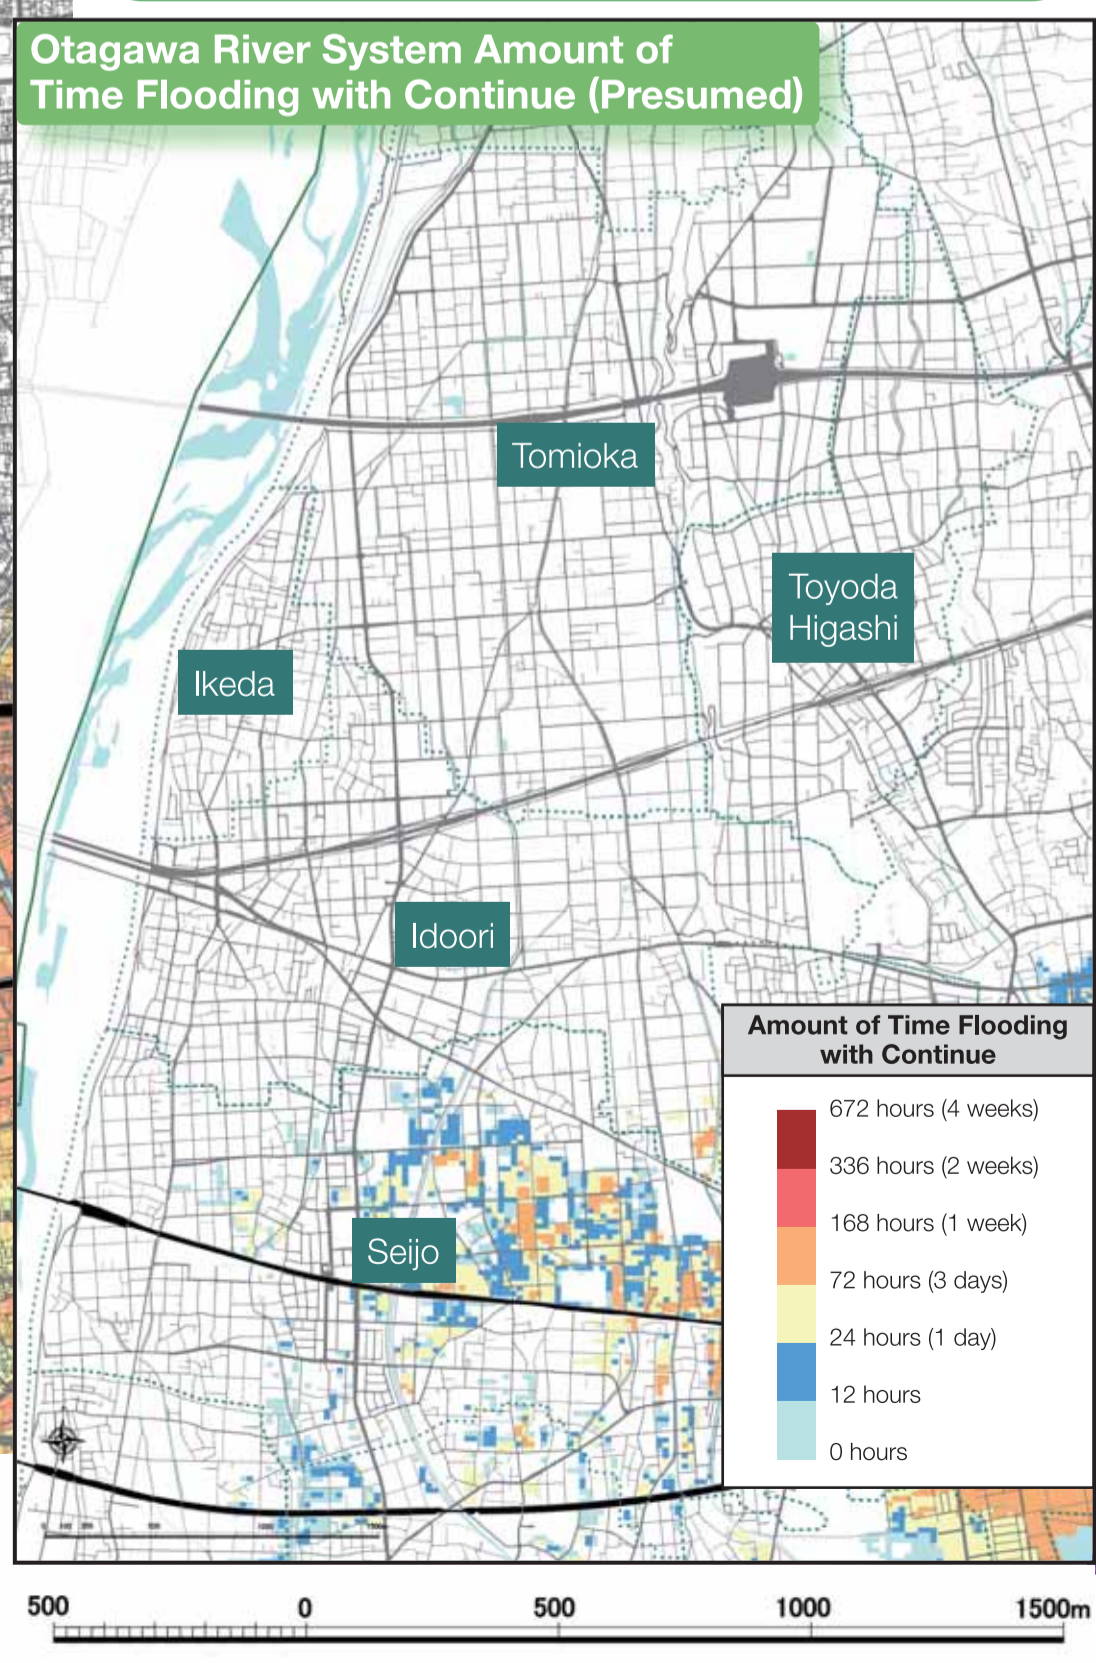 Otagawa River System Amount of
Time Flooding with Continue (Presumed)
Tomioka
Toyoda
Higashi
Ikeda
Idoori
Seijo
Amount of Time Flooding
with Continue
672 hours (4 weeks)
336 hours (2 weeks)
168 hours (1 week)
72 hours (3 days)
24 hours (1 day)
12 hours
0 hours
500 0 500 1000 1500m